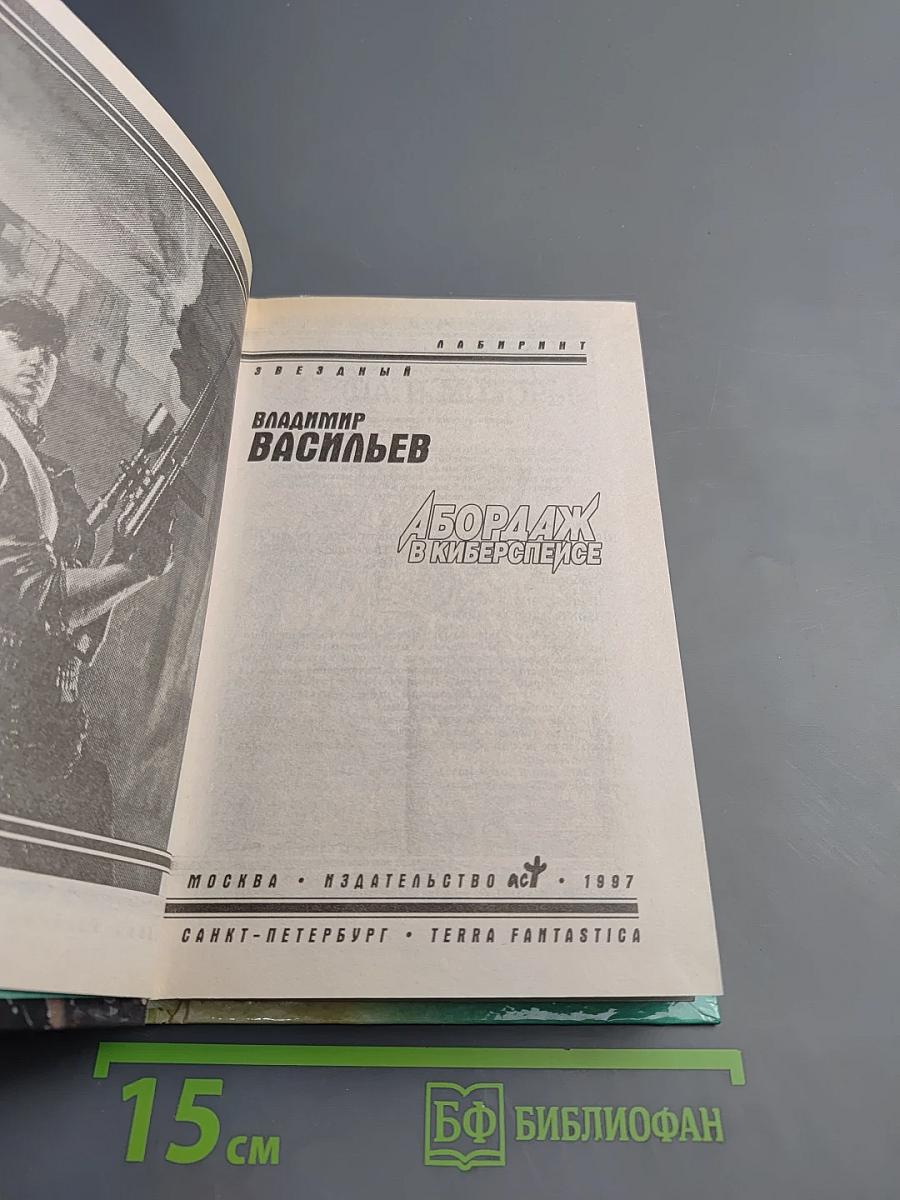 ЛАБИРИНТ
ЗВЕЗДНЫЙ
ВЛАДИМИР
ВАСИЛЬЕВ
АБОРДАЖ
В КИБЕРСПЕЙСЕ
МОСКВА • ИЗДАТЕЛЬСТВО аст • 1997
САНКТ-ПЕТЕРБУРГ • TERRA FANTASTICA
15 см
БФ БИБЛИОФАН